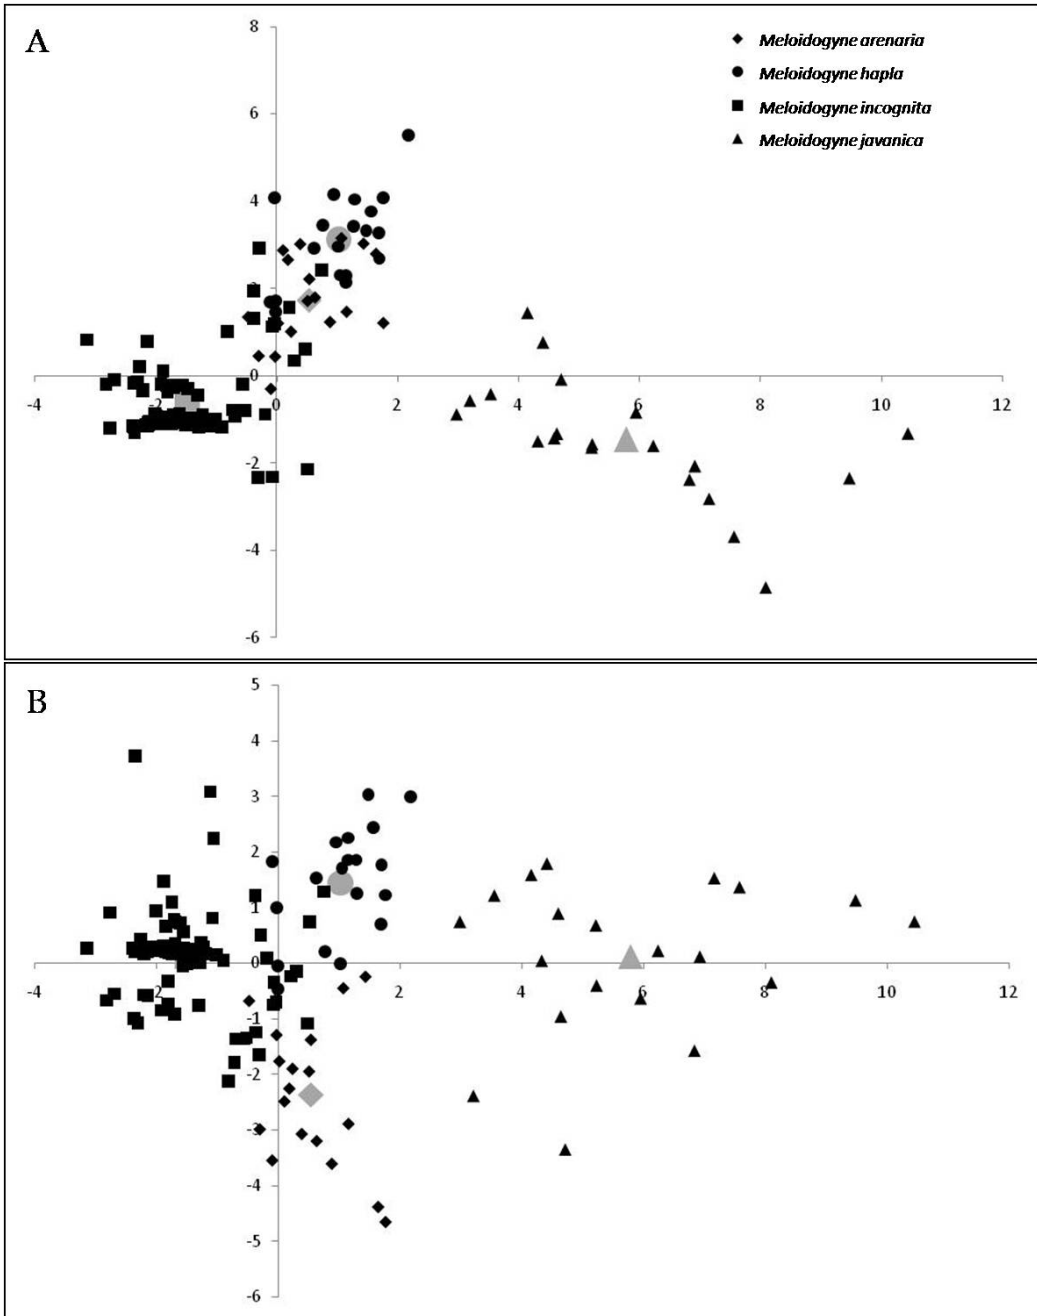 A
8
Meloidogyne arenaria
Meloidogyne hapla
6
Meloidogyne incognita
Meloidogyne javanica
4
2
0
-4 -2 0 2 4 6 8 10 12
-2
-4
-6
B
5
4
3
2
1
0
-4 -2 2 4 6 8 10 12
-1
-2
-3
-4
-5
-6